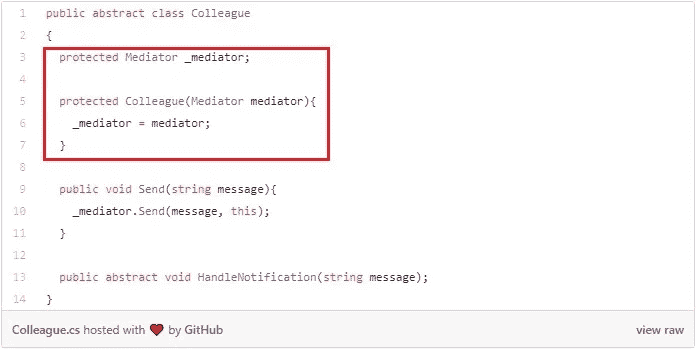 1 public abstract class Colleague
2 {
3 protected Mediator _mediator;
4
5 protected Colleague(Mediator mediator){
6 _mediator = mediator;
7 }
8
9 public void Send(string message){
10 _mediator.Send(message, this);
11 }
12
13 public abstract void HandleNotification(string message);
14 }
Colleague.cs hosted with ❤ by GitHub view raw